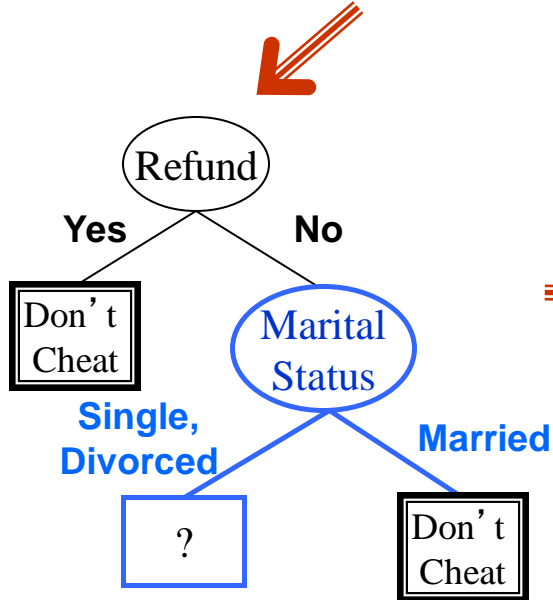 Refund
Yes
No
Don’t
Cheat
Marital
Status
Single,
Divorced
Married
?
Don’t
Cheat